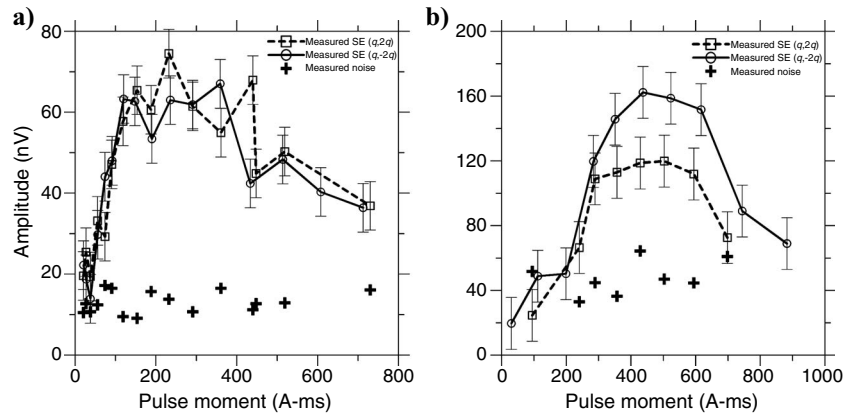 a)
80
60
40
20
0
Amplitude (nV)
0 200 400 600 800
Pulse moment (A-ms)
Measured SE (q,2q)
Measured SE (q,-2q)
Measured noise
b)
200
160
120
80
40
0
0 200 400 600 800 1000
Pulse moment (A-ms)
Measured SE (q,2q)
Measured SE (q,-2q)
Measured noise